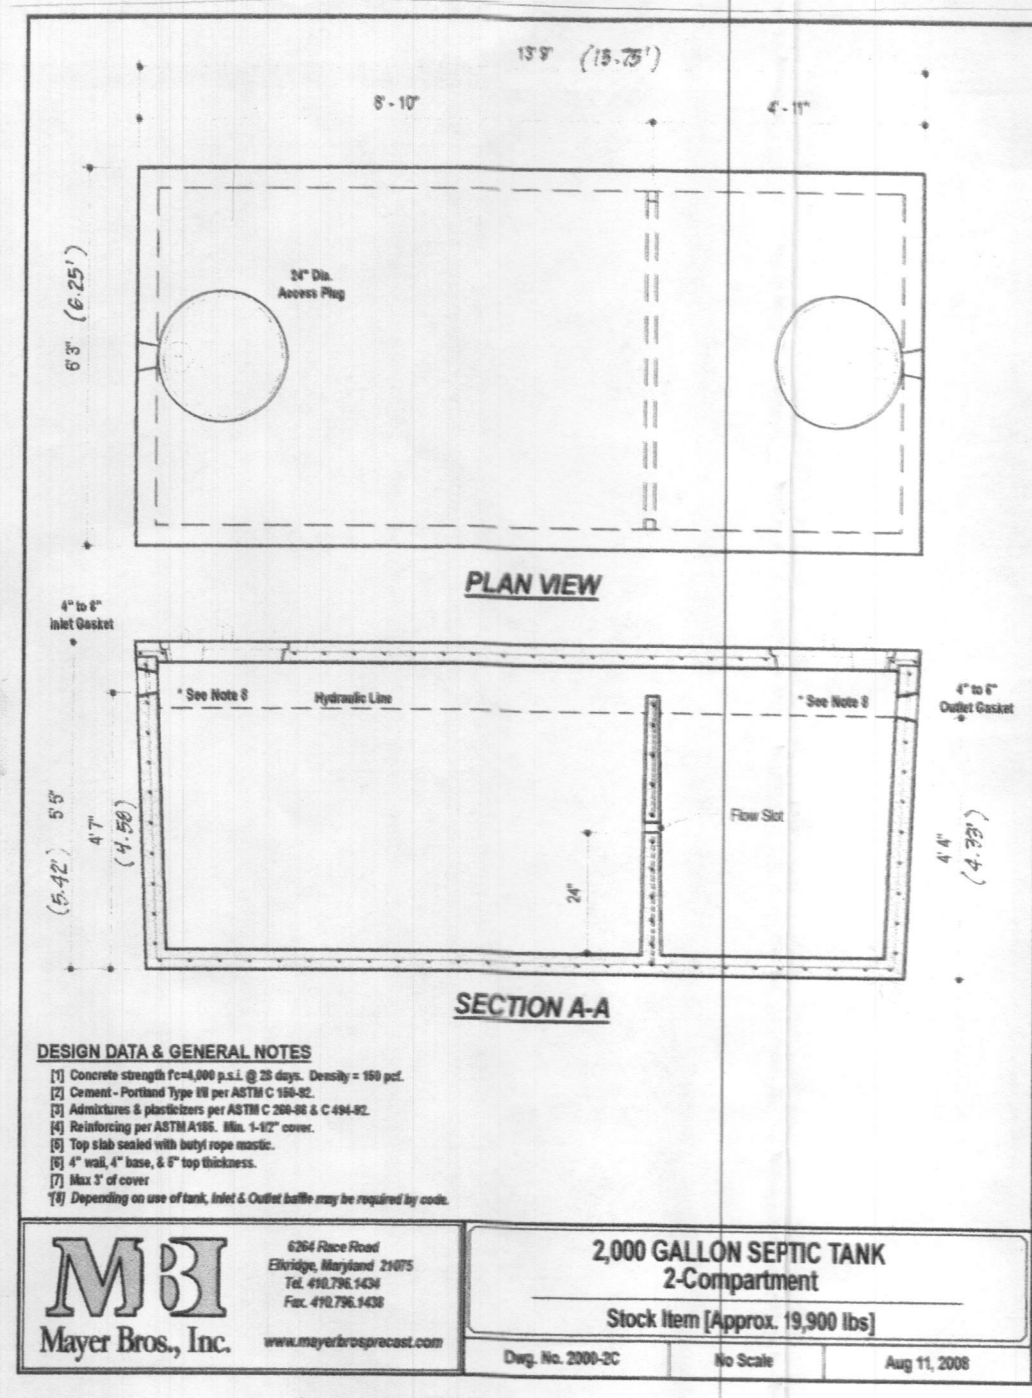 13'9" (13.75')
8' - 10"
4' - 11"
6'3" (6.25')
24" Dia.
Access Plug
PLAN VIEW
4" to 6"
Inlet Gasket
* See Note 8
Hydraulic Line
* See Note 8
4" to 6"
Outlet Gasket
5'5"
(5.42')
4'7"
(4.58)
Flow Slot
24"
4'4"
(4.33')
SECTION A-A
DESIGN DATA & GENERAL NOTES
[1] Concrete strength f'c=4,000 p.s.i. @ 28 days. Density = 150 pcf.
[2] Cement - Portland Type I/II per ASTM C 150-92.
[3] Admixtures & plasticizers per ASTM C 260-86 & C 494-92.
[4] Reinforcing per ASTM A185. Min. 1-1/2" cover.
[5] Top slab sealed with butyl rope mastic.
[6] 4" wall, 4" base, & 5" top thickness.
[7] Max 3' of cover
*[8] Depending on use of tank, Inlet & Outlet baffle may be required by code.
MBI
Mayer Bros., Inc.
6264 Race Road
Elkridge, Maryland 21075
Tel. 410.796.1434
Fax. 410.796.1438
www.mayerbrosprecast.com
2,000 GALLON SEPTIC TANK
2-Compartment
Stock Item [Approx. 19,900 lbs]
Dwg. No. 2000-2C
No Scale
Aug 11, 2008